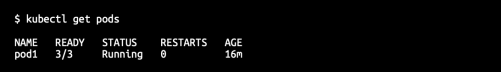 $ kubectl get pods
NAME READY STATUS RESTARTS AGE
pod1 3/3 Running 0 16m